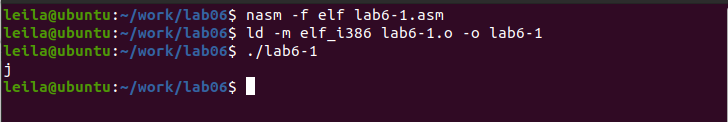 leila@ubuntu:~/work/lab06$ nasm -f elf lab6-1.asm
leila@ubuntu:~/work/lab06$ ld -m elf_i386 lab6-1.o -o lab6-1
leila@ubuntu:~/work/lab06$ ./lab6-1
j
leila@ubuntu:~/work/lab06$